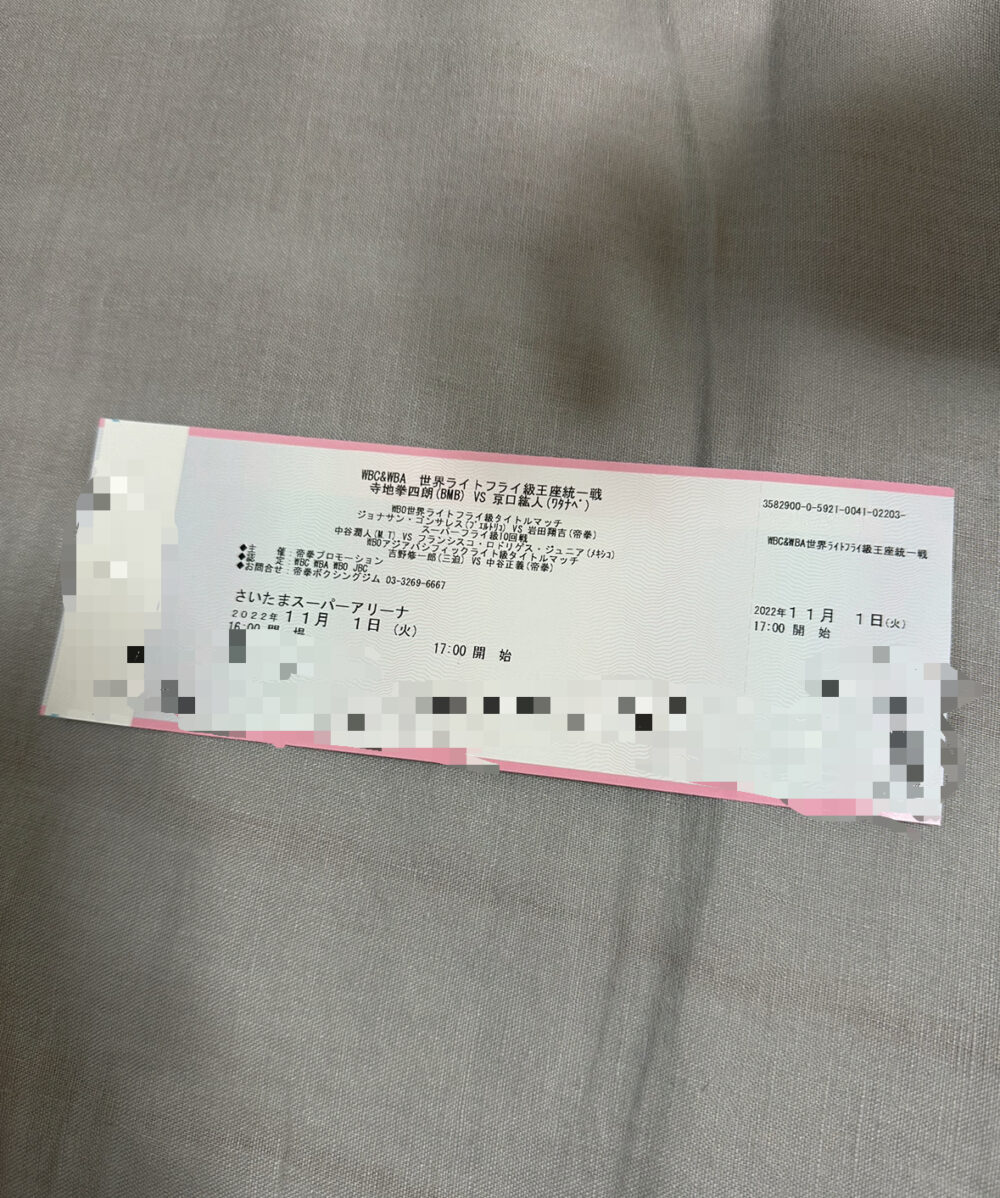 WBC&WBA 世界ライトフライ級王座統一戦
寺地拳四朗(BMB) VS 京口紘人(ﾜﾀﾅﾍﾞ)
WBO世界ライトフライ級タイトルマッチ
ジョナサン・ゴンサレス(ﾌﾟｴﾙﾄﾘｺ) VS 岩田翔吉(帝拳)
スーパーフライ級10回戦
中谷潤人(M.T) VS フランシスコ・ロドリゲス・ジュニア(ﾒｷｼｺ)
WBOアジアパシフィックライト級タイトルマッチ
吉野修一郎(三迫) VS 中谷正義(帝拳)
◆主 催：帝拳プロモーション
◆認 定：WBC WBA WBO JBC
◆お問合せ：帝拳ボクシングジム 03-3269-6667
さいたまスーパーアリーナ
2022年11月 1日(火)
16:00 開 場
17:00 開 始
3582900-0-5921-0041-02203-
WBC&WBA世界ﾗｲﾄﾌﾗｲ級王座統一戦
2022年11月 1日(火)
17:00 開 始